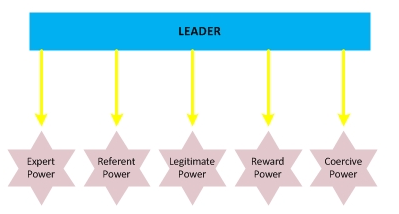 LEADER
Expert
Power
Referent
Power
Legitimate
Power
Reward
Power
Coercive
Power